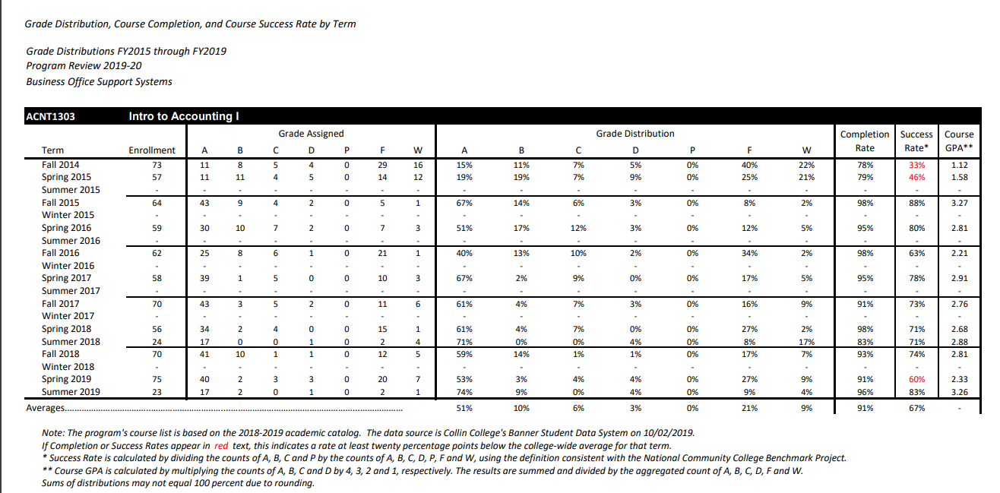 Grade Distribution, Course Completion, and Course Success Rate by Term
Grade Distributions FY2015 through FY2019
Program Review 2019-20
Business Office Support Systems
ACNT1303 Intro to Accounting I
Grade Assigned Grade Distribution Completion Success Course
Term Enrollment A B C D P F W A B C D P F W Rate Rate* GPA**
Fall 2014 73 11 8 5 4 0 29 16 15% 11% 7% 5% 0% 40% 22% 78% 33% 1.12
Spring 2015 57 11 11 4 5 0 14 12 19% 19% 7% 9% 0% 25% 21% 79% 46% 1.58
Summer 2015 - - - - - - - - - - - - - - - - - -
Fall 2015 64 43 9 4 2 0 5 1 67% 14% 6% 3% 0% 8% 2% 98% 88% 3.27
Winter 2015 - - - - - - - - - - - - - - - - - -
Spring 2016 59 30 10 7 2 0 7 3 51% 17% 12% 3% 0% 12% 5% 95% 80% 2.81
Summer 2016 - - - - - - - - - - - - - - - - - -
Fall 2016 62 25 8 6 1 0 21 1 40% 13% 10% 2% 0% 34% 2% 98% 63% 2.21
Winter 2016 - - - - - - - - - - - - - - - - - -
Spring 2017 58 39 1 5 0 0 10 3 67% 2% 9% 0% 0% 17% 5% 95% 78% 2.91
Summer 2017 - - - - - - - - - - - - - - - - - -
Fall 2017 70 43 3 5 2 0 11 6 61% 4% 7% 3% 0% 16% 9% 91% 73% 2.76
Winter 2017 - - - - - - - - - - - - - - - - - -
Spring 2018 56 34 2 4 0 0 15 1 61% 4% 7% 0% 0% 27% 2% 98% 71% 2.68
Summer 2018 24 17 0 0 1 0 2 4 71% 0% 0% 4% 0% 8% 17% 83% 71% 2.88
Fall 2018 70 41 10 1 1 0 12 5 59% 14% 1% 1% 0% 17% 7% 93% 74% 2.81
Winter 2018 - - - - - - - - - - - - - - - - - -
Spring 2019 75 40 2 3 3 0 20 7 53% 3% 4% 4% 0% 27% 9% 91% 60% 2.33
Summer 2019 23 17 2 0 1 0 2 1 74% 9% 0% 4% 0% 9% 4% 96% 83% 3.26
Averages........................................................................................................ 51% 10% 6% 3% 0% 21% 9% 91% 67% -
Note: The program's course list is based on the 2018-2019 academic catalog. The data source is Collin College's Banner Student Data System on 10/02/2019.
If Completion or Success Rates appear in red text, this indicates a rate at least twenty percentage points below the college-wide average for that term.
* Success Rate is calculated by dividing the counts of A, B, C and P by the counts of A, B, C, D, P, F and W, using the definition consistent with the National Community College Benchmark Project.
** Course GPA is calculated by multiplying the counts of A, B, C and D by 4, 3, 2 and 1, respectively. The results are summed and divided by the aggregated count of A, B, C, D, F and W.
Sums of distributions may not equal 100 percent due to rounding.